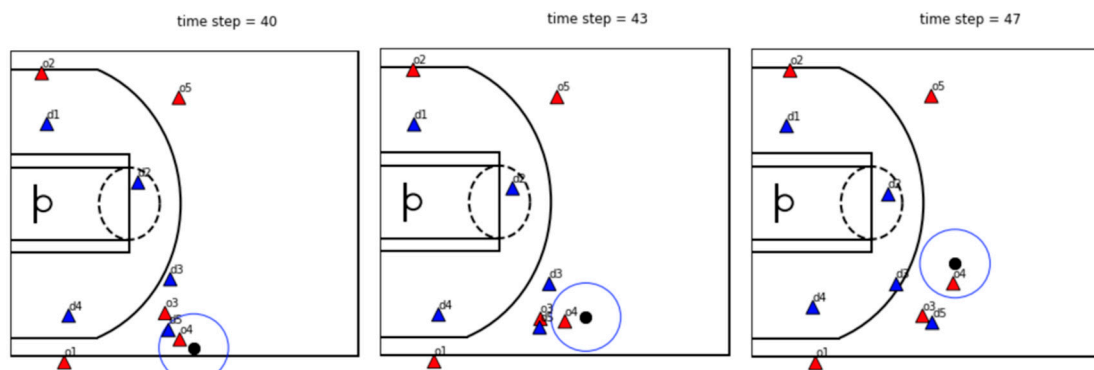 time step = 40
o2
o5
d1
d2
d3
o3
d4
d5
o4
o1
time step = 43
o2
o5
d1
d2
d3
o3
d4
d5
o4
o1
time step = 47
o2
o5
d1
d2
o4
d3
d4
o3
d5
o1